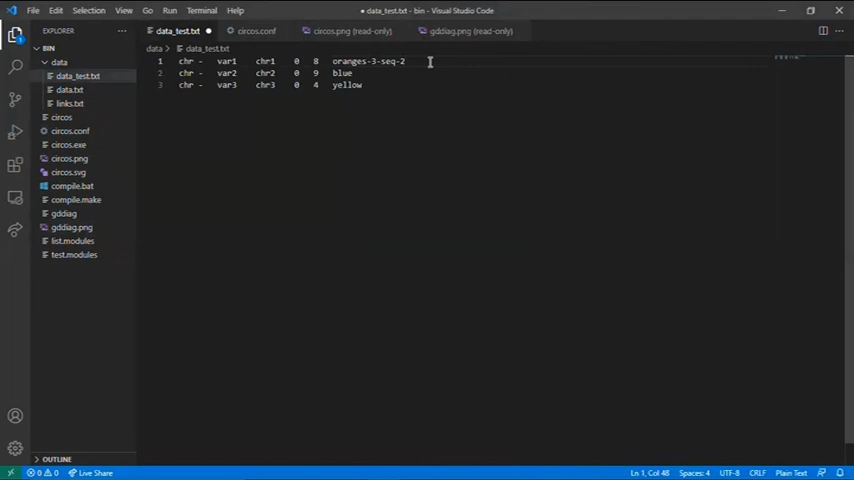 File Edit Selection View Go Run Terminal Help
● data_test.txt - bin - Visual Studio Code
EXPLORER
data_test.txt
circos.conf
circos.png (read-only)
gddiag.png (read-only)
data > data_test.txt
BIN
data
data_test.txt
data.txt
links.txt
circos
circos.conf
circos.exe
circos.png
circos.svg
compile.bat
compile.make
gddiag
gddiag.png
list.modules
test.modules
OUTLINE
1 chr - var1 chr1 0 8 oranges-3-seq-2
2 chr - var2 chr2 0 9 blue
3 chr - var3 chr3 0 4 yellow
1
0 0 Live Share
Ln 1, Col 48 Spaces: 4 UTF-8 CRLF Plain Text